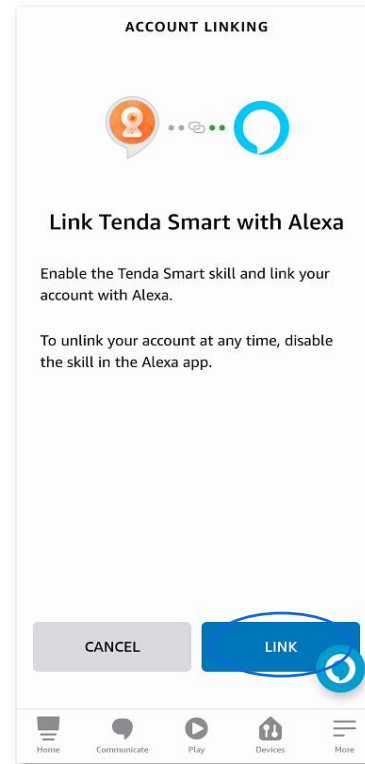 ACCOUNT LINKING
Link Tenda Smart with Alexa
Enable the Tenda Smart skill and link your
account with Alexa.
To unlink your account at any time, disable
the skill in the Alexa app.
CANCEL
LINK
Home
Communicate
Play
Devices
More